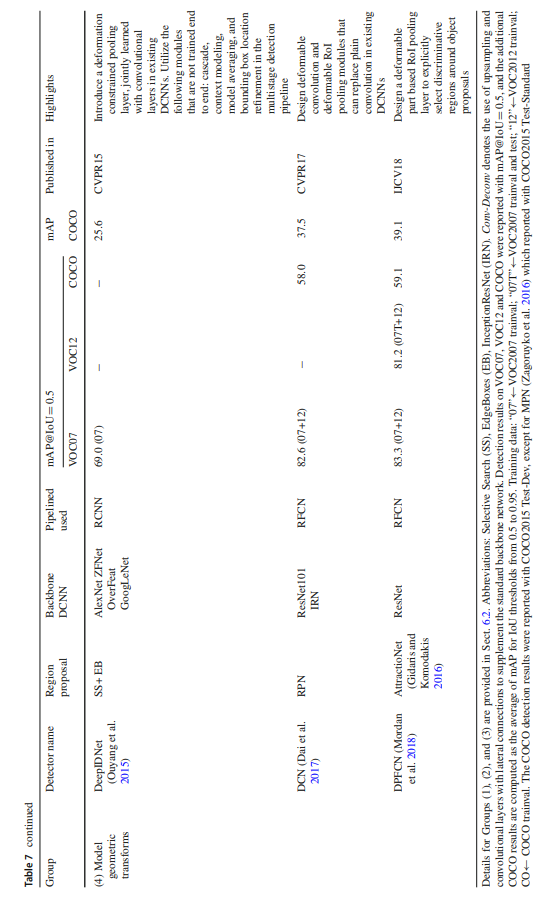 Table 7 continued
Group Detector name Region proposal Backbone DCNN Pipelined used mAP@IoU=0.5 mAP Published in Highlights
VOC07 VOC12 COCO COCO
(4) Model geometric transforms
DeepIDNet (Ouyang et al. 2015)
SS+ EB
AlexNet ZFNet OverFeat GoogLeNet
RCNN
69.0 (07)
–
–
25.6
CVPR15
Introduce a deformation
constrained pooling
layer, jointly learned
with convolutional
layers in existing
DCNNs. Utilize the
following modules
that are not trained end
to end: cascade,
context modeling,
model averaging, and
bounding box location
refinement in the
multistage detection
pipeline
DCN (Dai et al. 2017)
RPN
ResNet101 IRN
RFCN
82.6 (07+12)
–
58.0
37.5
CVPR17
Design deformable
convolution and
deformable RoI
pooling modules that
can replace plain
convolution in existing
DCNNs
DPFCN (Mordan et al. 2018)
AttractioNet (Gidaris and Komodakis 2016)
ResNet
RFCN
83.3 (07+12)
81.2 (07T+12)
59.1
39.1
IJCV18
Design a deformable
part based RoI pooling
layer to explicitly
select discriminative
regions around object
proposals
Details for Groups (1), (2), and (3) are provided in Sect. 6.2. Abbreviations: Selective Search (SS), EdgeBoxes (EB), InceptionResNet (IRN). Conv-Deconv denotes the use of upsampling and
convolutional layers with lateral connections to supplement the standard backbone network. Detection results on VOC07, VOC12 and COCO were reported with mAP@IoU=0.5, and the additional
COCO results are computed as the average of mAP for IoU thresholds from 0.5 to 0.95. Training data: “07”←VOC2007 trainval; “07T”←VOC2007 trainval and test; “12”←VOC2012 trainval;
CO← COCO trainval. The COCO detection results were reported with COCO2015 Test-Dev, except for MPN (Zagoruyko et al. 2016) which reported with COCO2015 Test-Standard